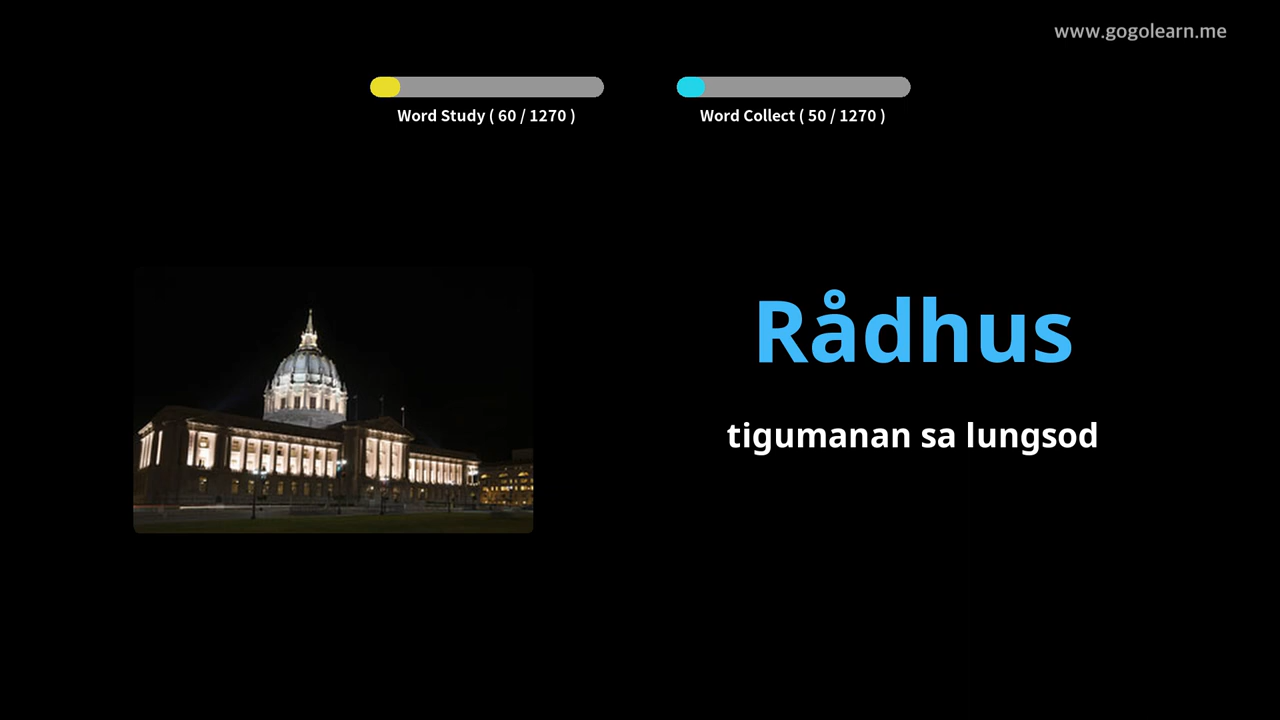 www.gogolearn.me
Word Study ( 60 / 1270 )
Word Collect ( 50 / 1270 )
Rådhus
tigumanan sa lungsod